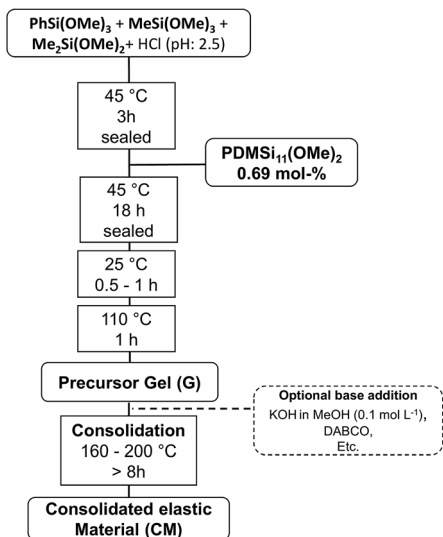 PhSi(OMe)₃ + MeSi(OMe)₃ +
Me₂Si(OMe)₂+ HCl (pH: 2.5)
45 °C
3h
sealed
PDMSi₁₁(OMe)₂
0.69 mol-%
45 °C
18 h
sealed
25 °C
0.5 - 1 h
110 °C
1 h
Precursor Gel (G)
Optional base addition
KOH in MeOH (0.1 mol L⁻¹),
DABCO,
Etc.
Consolidation
160 - 200 °C
> 8h
Consolidated elastic
Material (CM)